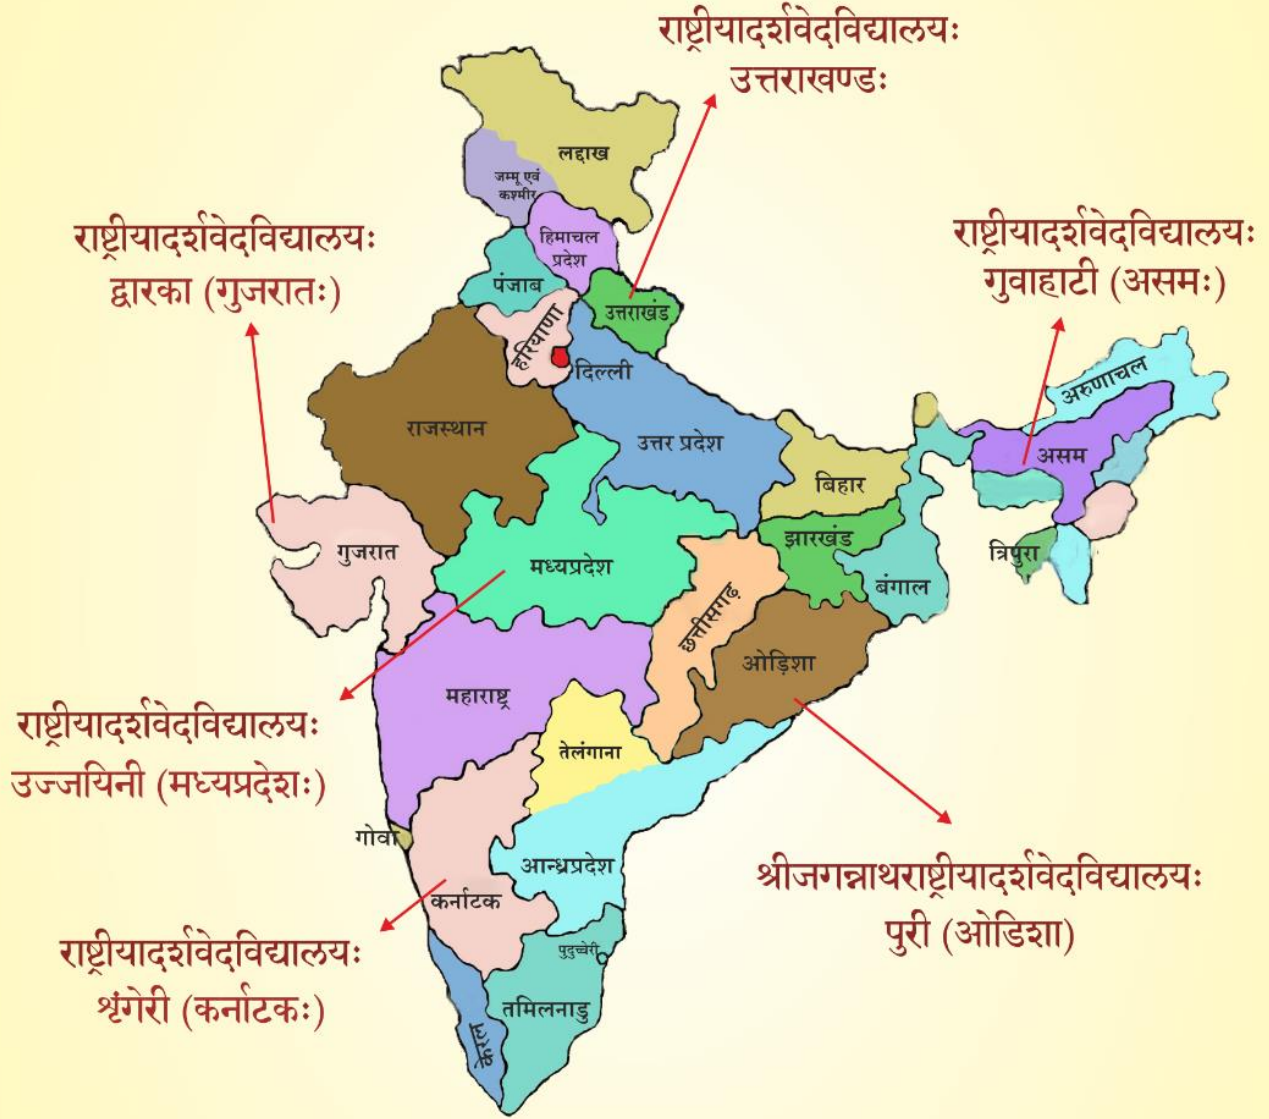 राष्ट्रीयादर्शवेदविद्यालयः
उत्तराखण्डः
लद्दाख
जम्मू एवं
कश्मीर
राष्ट्रीयादर्शवेदविद्यालयः
द्वारका (गुजरातः)
राष्ट्रीयादर्शवेदविद्यालयः
गुवाहाटी (असमः)
हिमाचल
प्रदेश
पंजाब
उत्तराखंड
हरियाणा
दिल्ली
अरुणाचल
राजस्थान
उत्तर प्रदेश
असम
बिहार
झारखंड
त्रिपुरा
गुजरात
मध्यप्रदेश
बंगाल
छत्तीसगढ़
ओड़िशा
महाराष्ट्र
राष्ट्रीयादर्शवेदविद्यालयः
उज्जयिनी (मध्यप्रदेशः)
तेलंगाना
गोवा
आन्ध्रप्रदेश
श्रीजगन्नाथराष्ट्रीयादर्शवेदविद्यालयः
पुरी (ओडिशा)
कर्नाटक
राष्ट्रीयादर्शवेदविद्यालयः
शृंगेरी (कर्नाटकः)
पुदुच्चेरी
तमिलनाडु
केरल